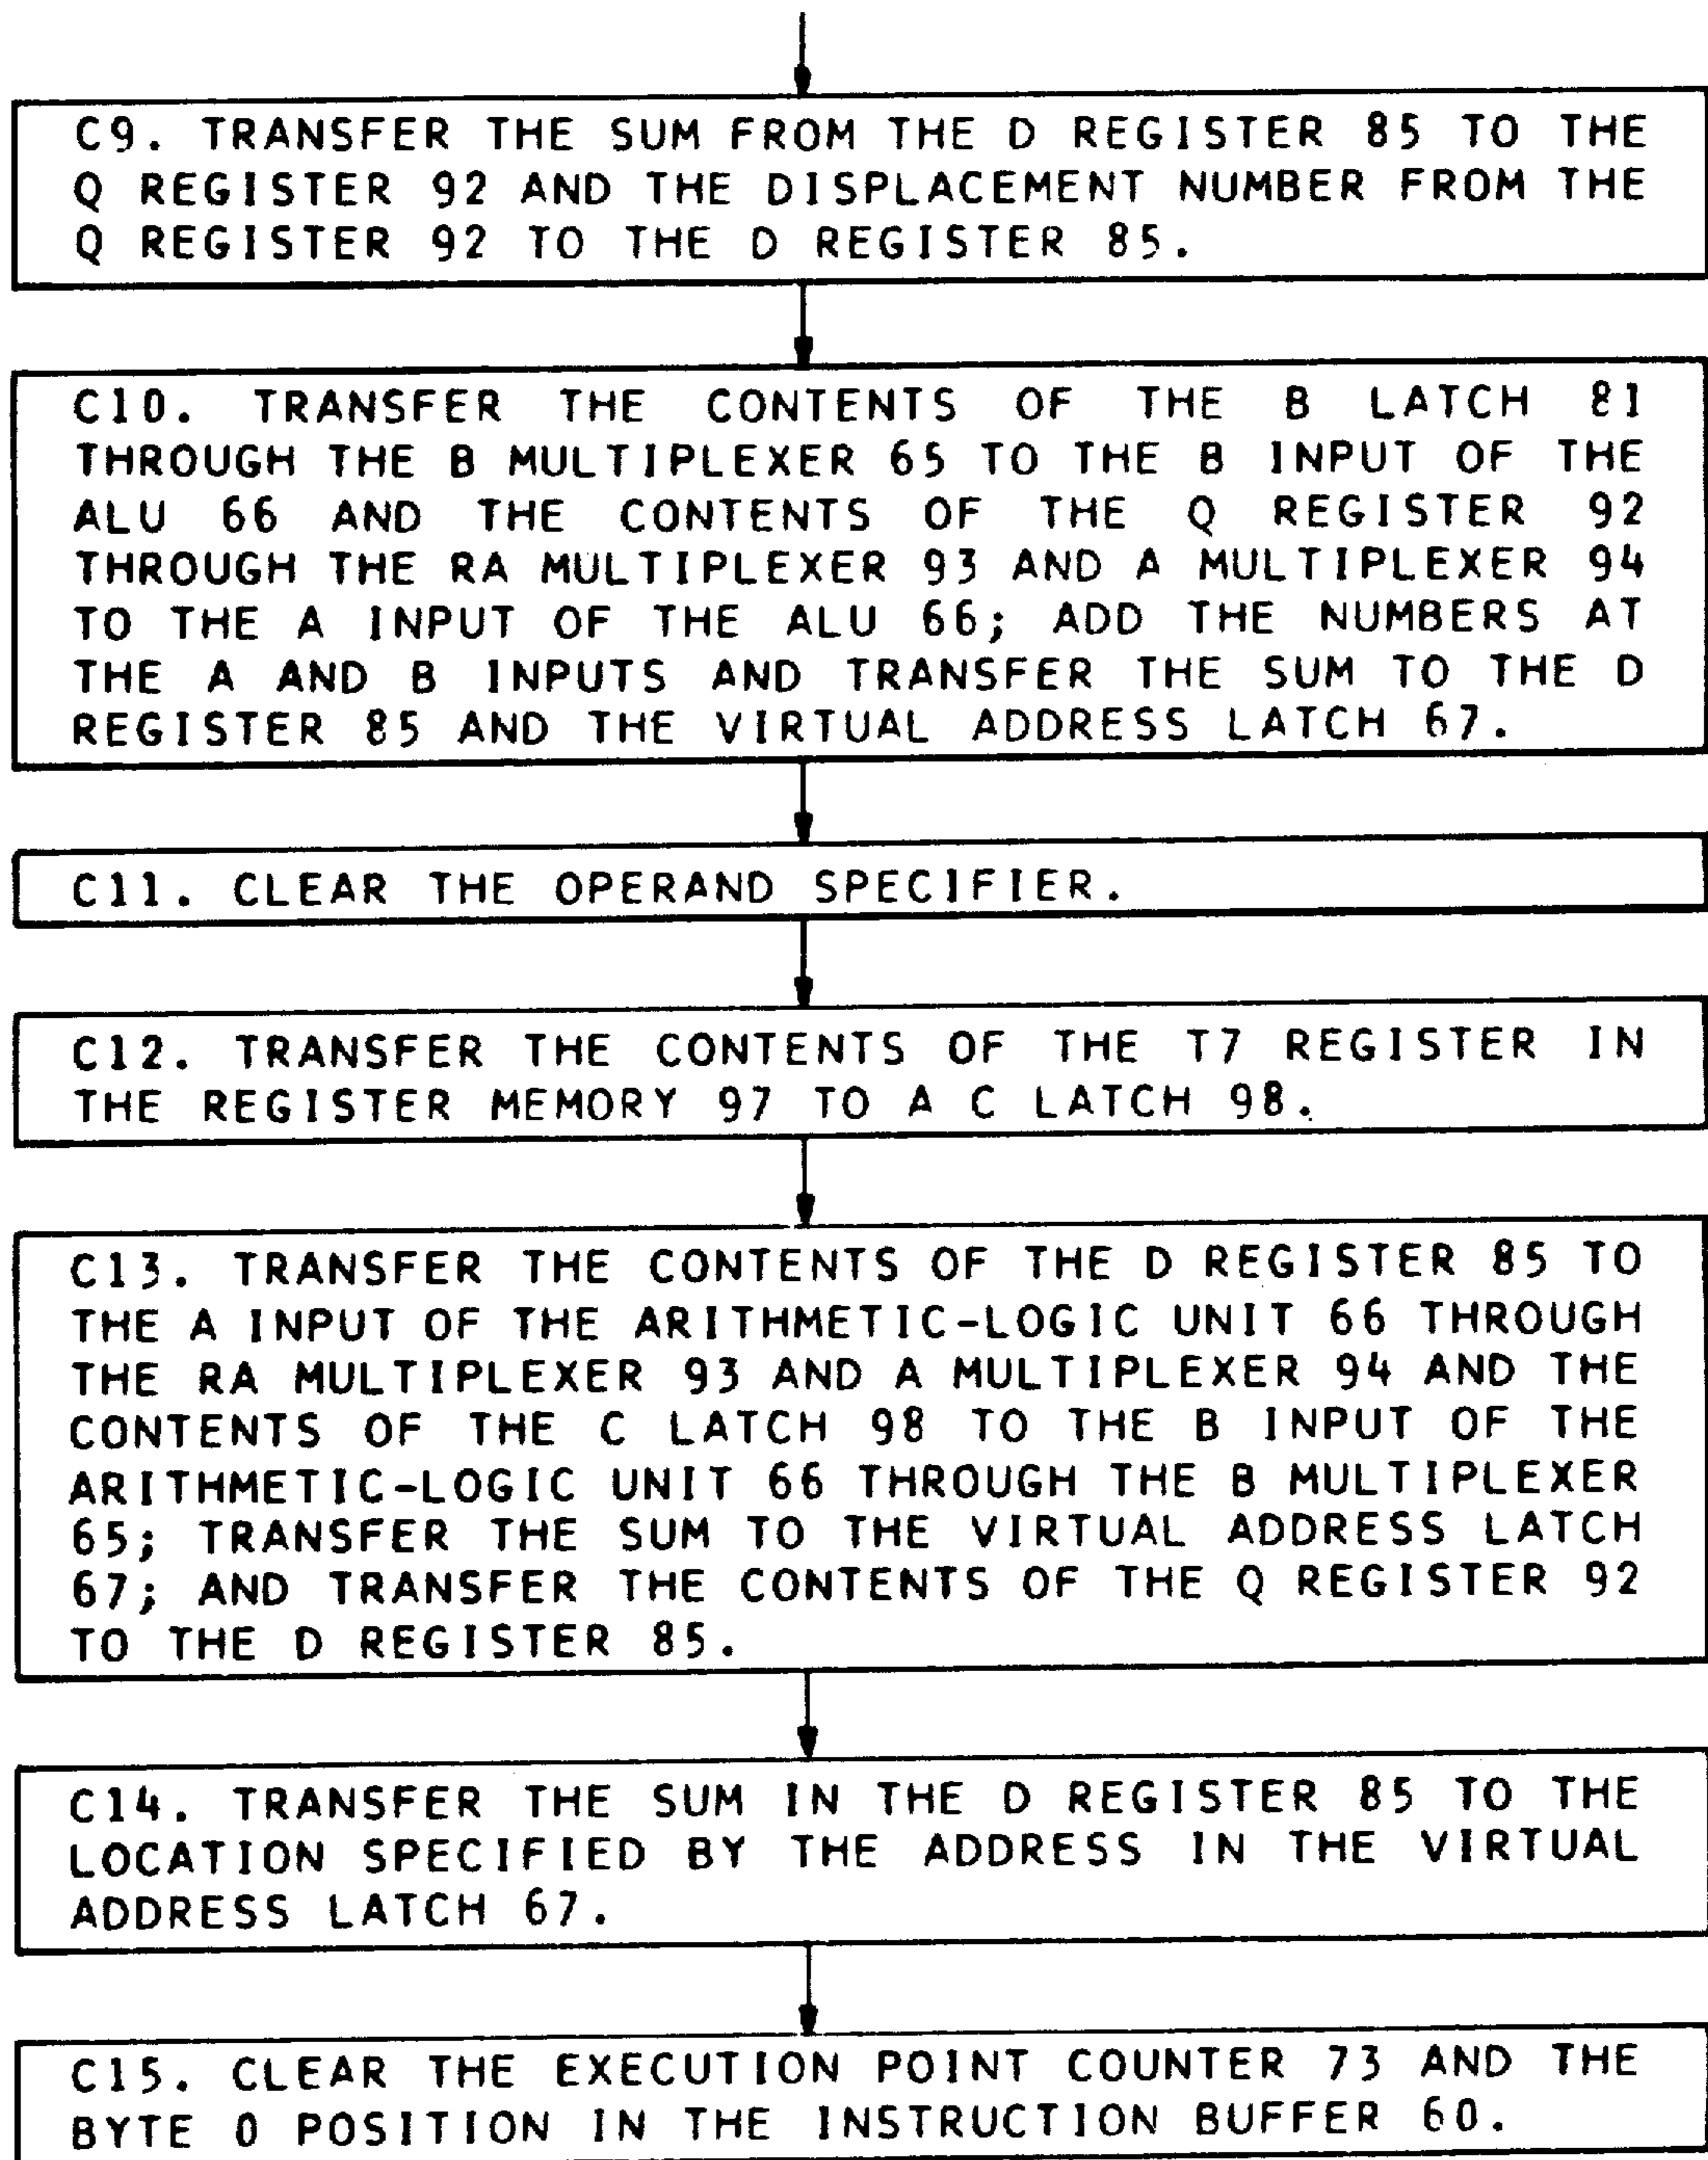 C9. TRANSFER THE SUM FROM THE D REGISTER 85 TO THE
Q REGISTER 92 AND THE DISPLACEMENT NUMBER FROM THE
Q REGISTER 92 TO THE D REGISTER 85.
C10. TRANSFER THE CONTENTS OF THE B LATCH 81
THROUGH THE B MULTIPLEXER 65 TO THE B INPUT OF THE
ALU 66 AND THE CONTENTS OF THE Q REGISTER 92
THROUGH THE RA MULTIPLEXER 93 AND A MULTIPLEXER 94
TO THE A INPUT OF THE ALU 66; ADD THE NUMBERS AT
THE A AND B INPUTS AND TRANSFER THE SUM TO THE D
REGISTER 85 AND THE VIRTUAL ADDRESS LATCH 67.
C11. CLEAR THE OPERAND SPECIFIER.
C12. TRANSFER THE CONTENTS OF THE T7 REGISTER IN
THE REGISTER MEMORY 97 TO A C LATCH 98.
C13. TRANSFER THE CONTENTS OF THE D REGISTER 85 TO
THE A INPUT OF THE ARITHMETIC-LOGIC UNIT 66 THROUGH
THE RA MULTIPLEXER 93 AND A MULTIPLEXER 94 AND THE
CONTENTS OF THE C LATCH 98 TO THE B INPUT OF THE
ARITHMETIC-LOGIC UNIT 66 THROUGH THE B MULTIPLEXER
65; TRANSFER THE SUM TO THE VIRTUAL ADDRESS LATCH
67; AND TRANSFER THE CONTENTS OF THE Q REGISTER 92
TO THE D REGISTER 85.
C14. TRANSFER THE SUM IN THE D REGISTER 85 TO THE
LOCATION SPECIFIED BY THE ADDRESS IN THE VIRTUAL
ADDRESS LATCH 67.
C15. CLEAR THE EXECUTION POINT COUNTER 73 AND THE
BYTE 0 POSITION IN THE INSTRUCTION BUFFER 60.